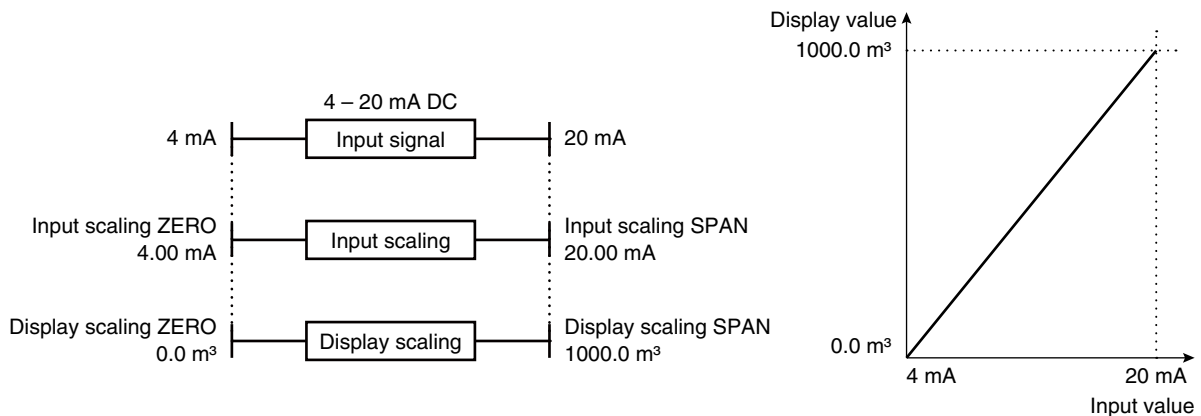 4 – 20 mA DC
4 mA
Input signal
20 mA
Input scaling ZERO
4.00 mA
Input scaling
Input scaling SPAN
20.00 mA
Display scaling ZERO
0.0 m³
Display scaling
Display scaling SPAN
1000.0 m³
Display value
1000.0 m³
0.0 m³
4 mA
20 mA
Input value